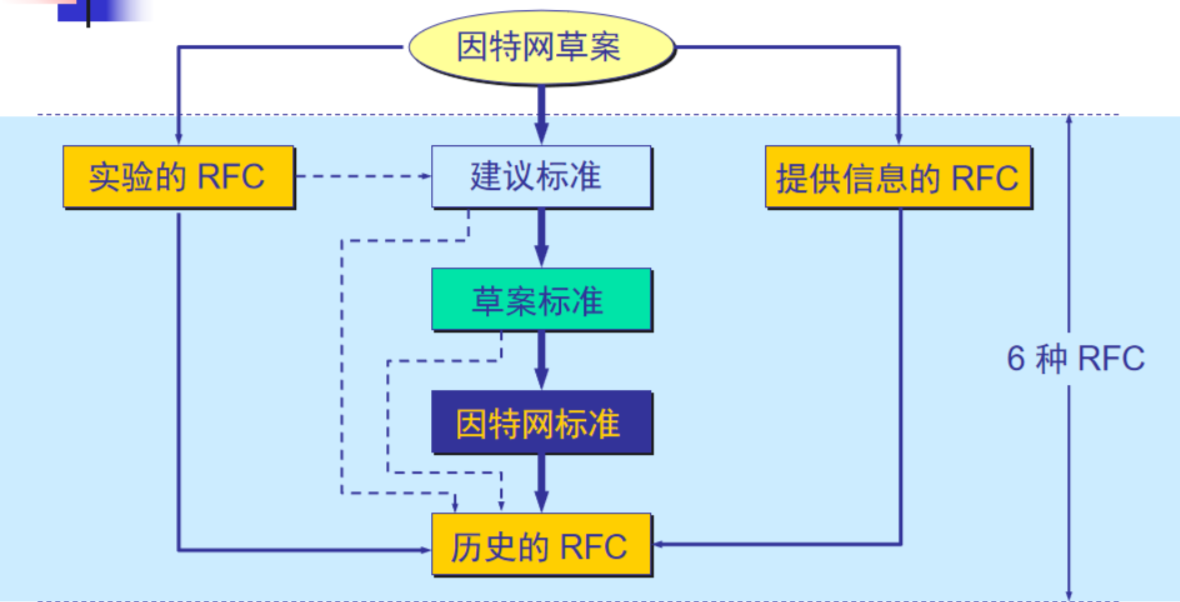 因特网草案
实验的 RFC
建议标准
提供信息的 RFC
草案标准
6 种 RFC
因特网标准
历史的 RFC